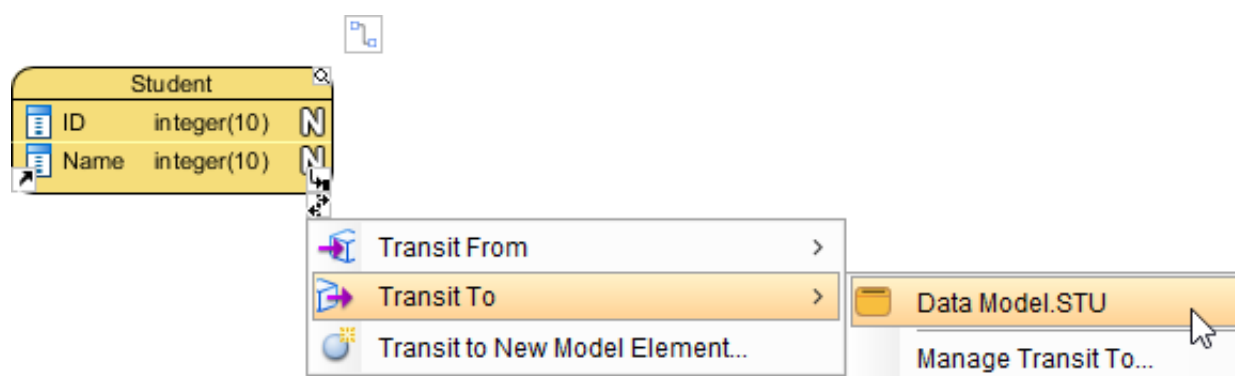 Student
ID integer(10) N
Name integer(10) N
Transit From
Transit To
Data Model.STU
Transit to New Model Element...
Manage Transit To...